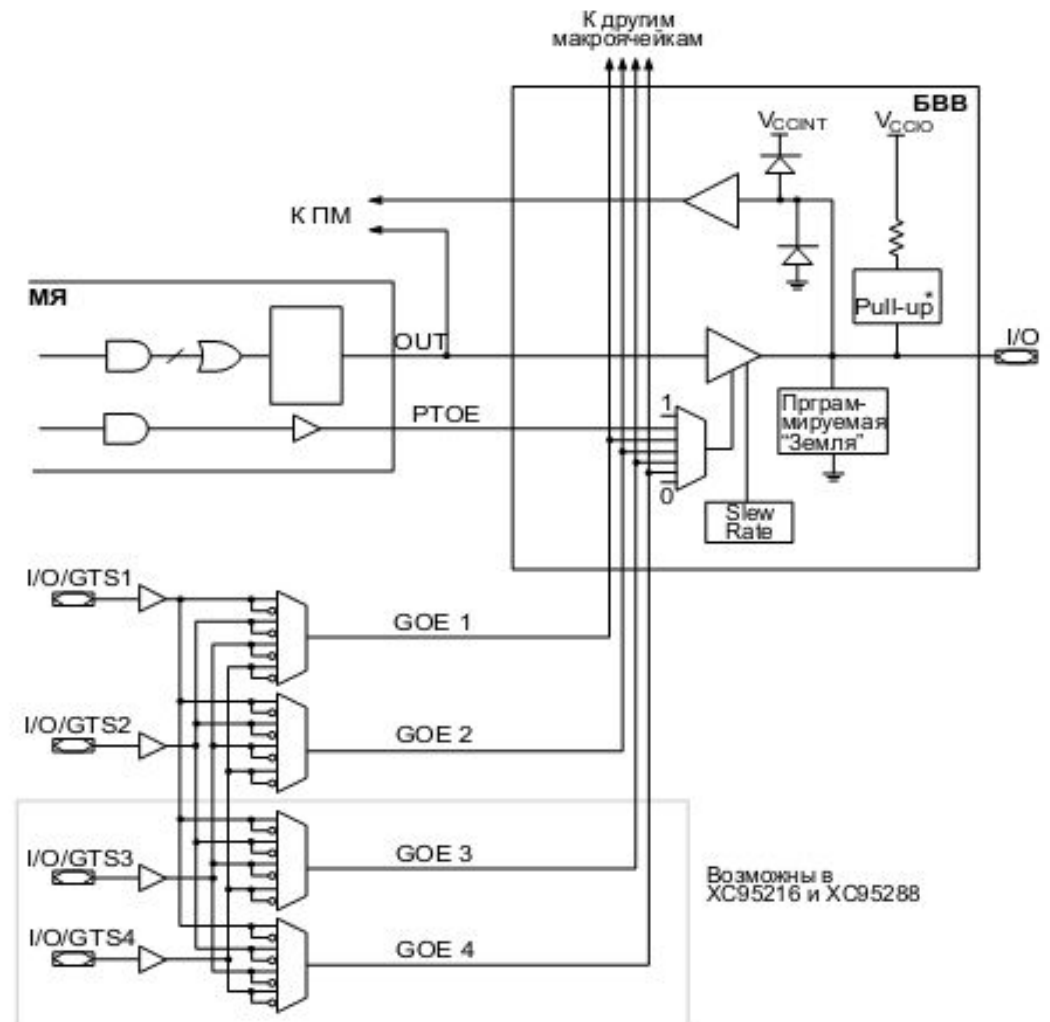 К другим
макроячейкам
БВВ
VCCINT
VCCIO
К ПМ
МЯ
Pull-up*
I/O
OUT
PTOE
1
Прграм-
мируемая
“Земля”
0
Slew
Rate
I/O/GTS1
GOE 1
I/O/GTS2
GOE 2
I/O/GTS3
GOE 3
Возможны в
XC95216 и XC95288
I/O/GTS4
GOE 4